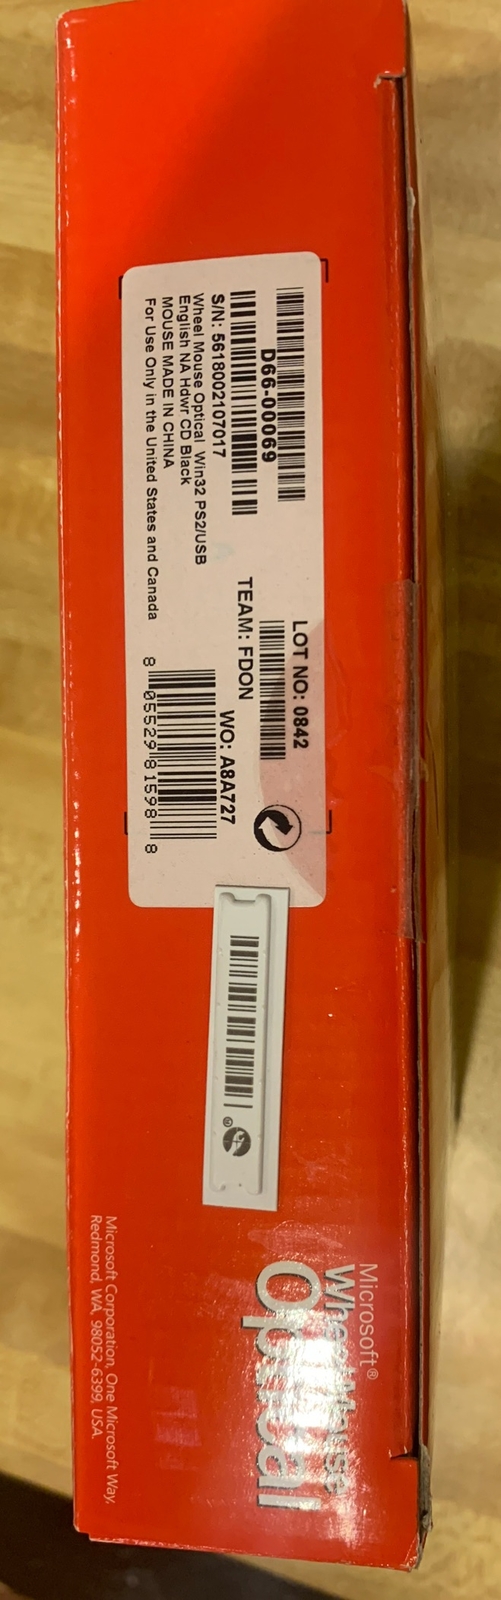 D66-00069
S/N: 5618002107017
Wheel Mouse Optical Win32 PS2/USB
English NA Hdwr CD Black
MOUSE MADE IN CHINA
For Use Only in the United States and Canada
LOT NO: 0842
TEAM: FDON
WO: A8A727
8 05529 81598 8
Microsoft®
Wheel Mouse
Optical
Microsoft Corporation, One Microsoft Way,
Redmond, WA 98052-6399, USA.